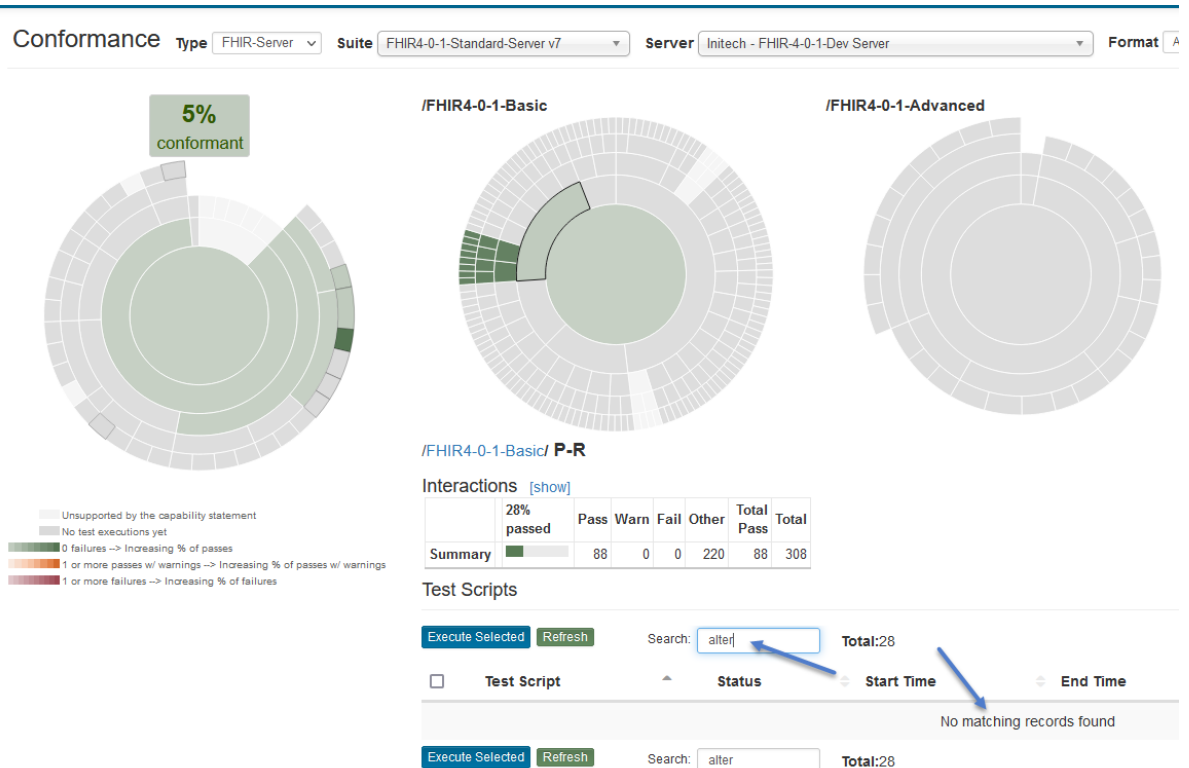 Conformance Type FHIR-Server Suite FHIR4-0-1-Standard-Server v7 Server Initech - FHIR-4-0-1-Dev Server Format A
5%
conformant
/FHIR4-0-1-Basic
/FHIR4-0-1-Advanced
Unsupported by the capability statement
No test executions yet
0 failures --> Increasing % of passes
1 or more passes w/ warnings --> Increasing % of passes w/ warnings
1 or more failures --> Increasing % of failures
/FHIR4-0-1-Basic/ P-R
Interactions [show]
28% passed Pass Warn Fail Other Total Pass Total
Summary 88 0 0 220 88 308
Test Scripts
Execute Selected Refresh Search: alter Total:28
Test Script Status Start Time End Time
No matching records found
Execute Selected Refresh Search: alter Total:28